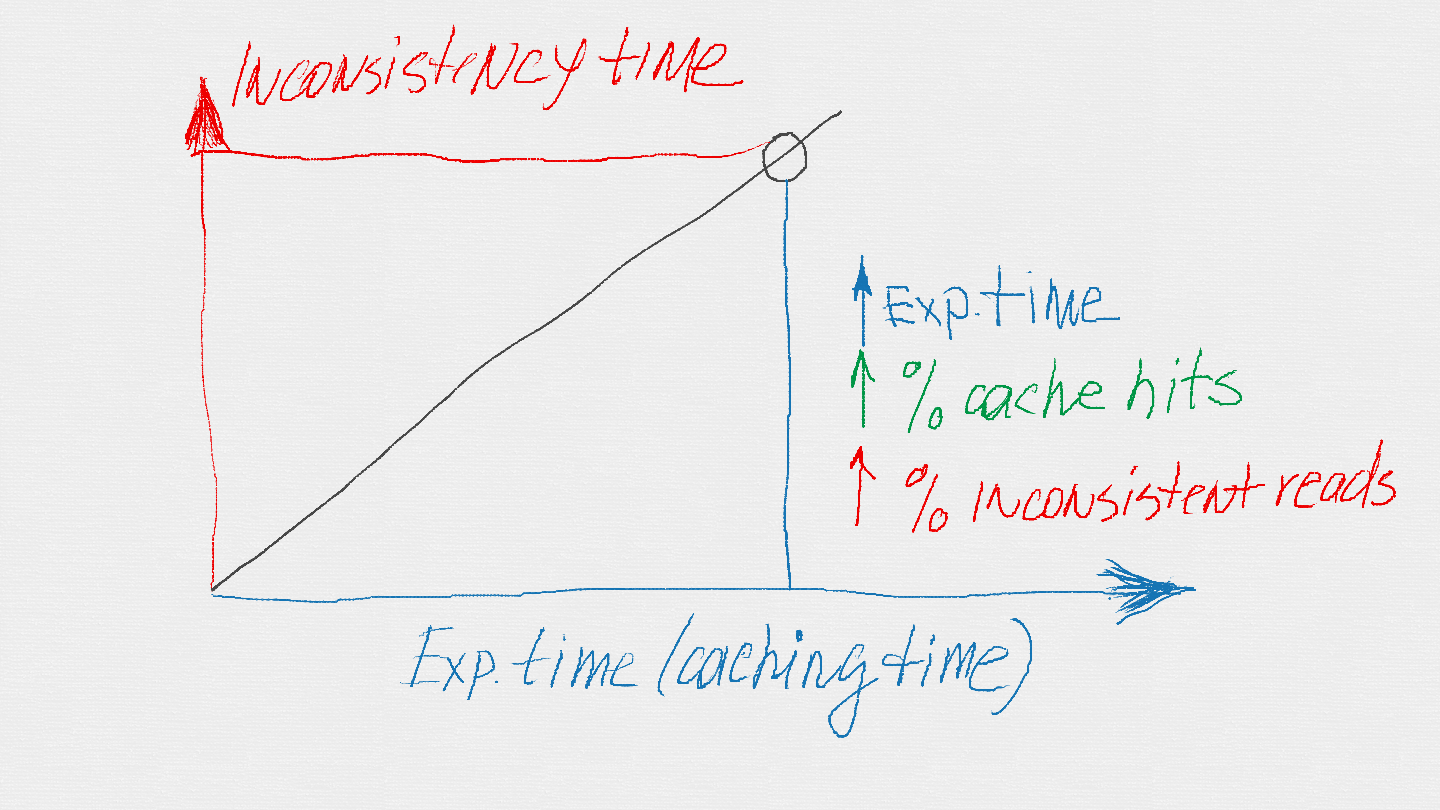 Inconsistency time
↑ Exp. time
↑ % cache hits
↑ % inconsistent reads
Exp. time (caching time)